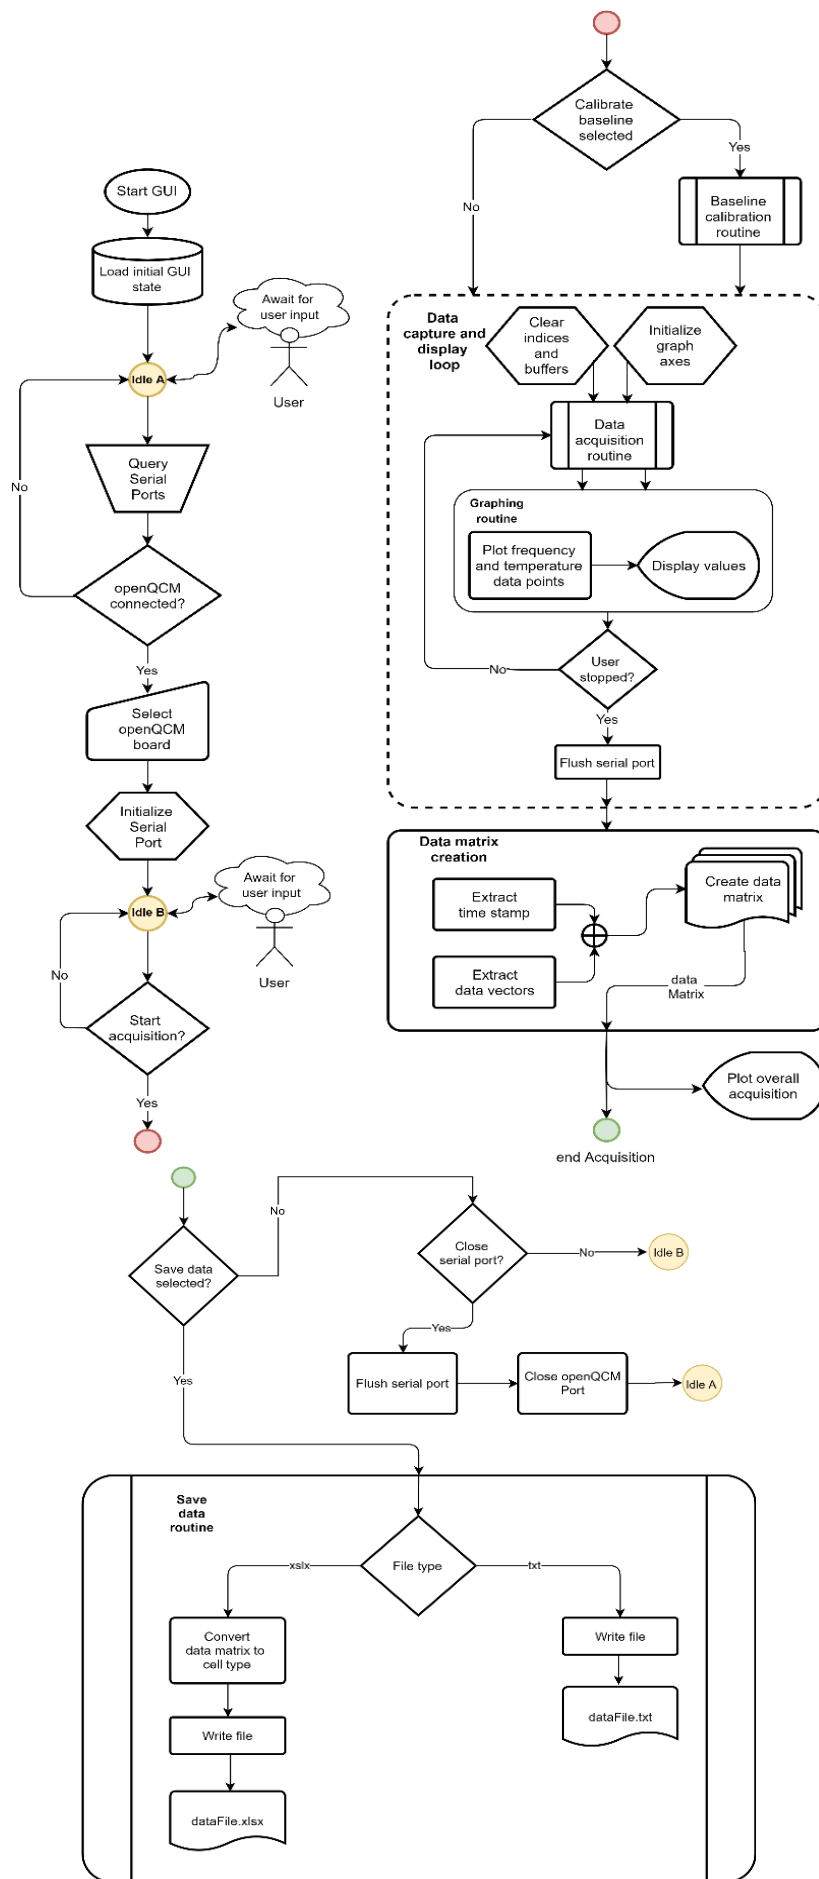 Start GUI
Load initial GUI
state
Await for
user input
User
Idle A
Query
Serial
Ports
No
openQCM
connected?
Yes
Select
openQCM
board
Initialize
Serial
Port
Await for
user input
User
Idle B
No
Start
acquisition?
Yes
Calibrate
baseline
selected
Yes
No
Baseline
calibration
routine
Data
capture and
display
loop
Clear
indices
and
buffers
Initialize
graph
axes
Data
acquisition
routine
Graphing
routine
Plot frequency
and temperature
data points
Display values
User
stopped?
No
Yes
Flush serial port
Data matrix
creation
Extract
time stamp
Extract
data vectors
Create data
matrix
data
Matrix
Plot overall
acquisition
end Acquisition
Save data
selected?
No
Yes
Close
serial port?
No
Idle B
Yes
Flush serial port
Close openQCM
Port
Idle A
Save
data
routine
File type
xslx
txt
Convert
data matrix to
cell type
Write file
dataFile.xlsx
Write file
dataFile.txt